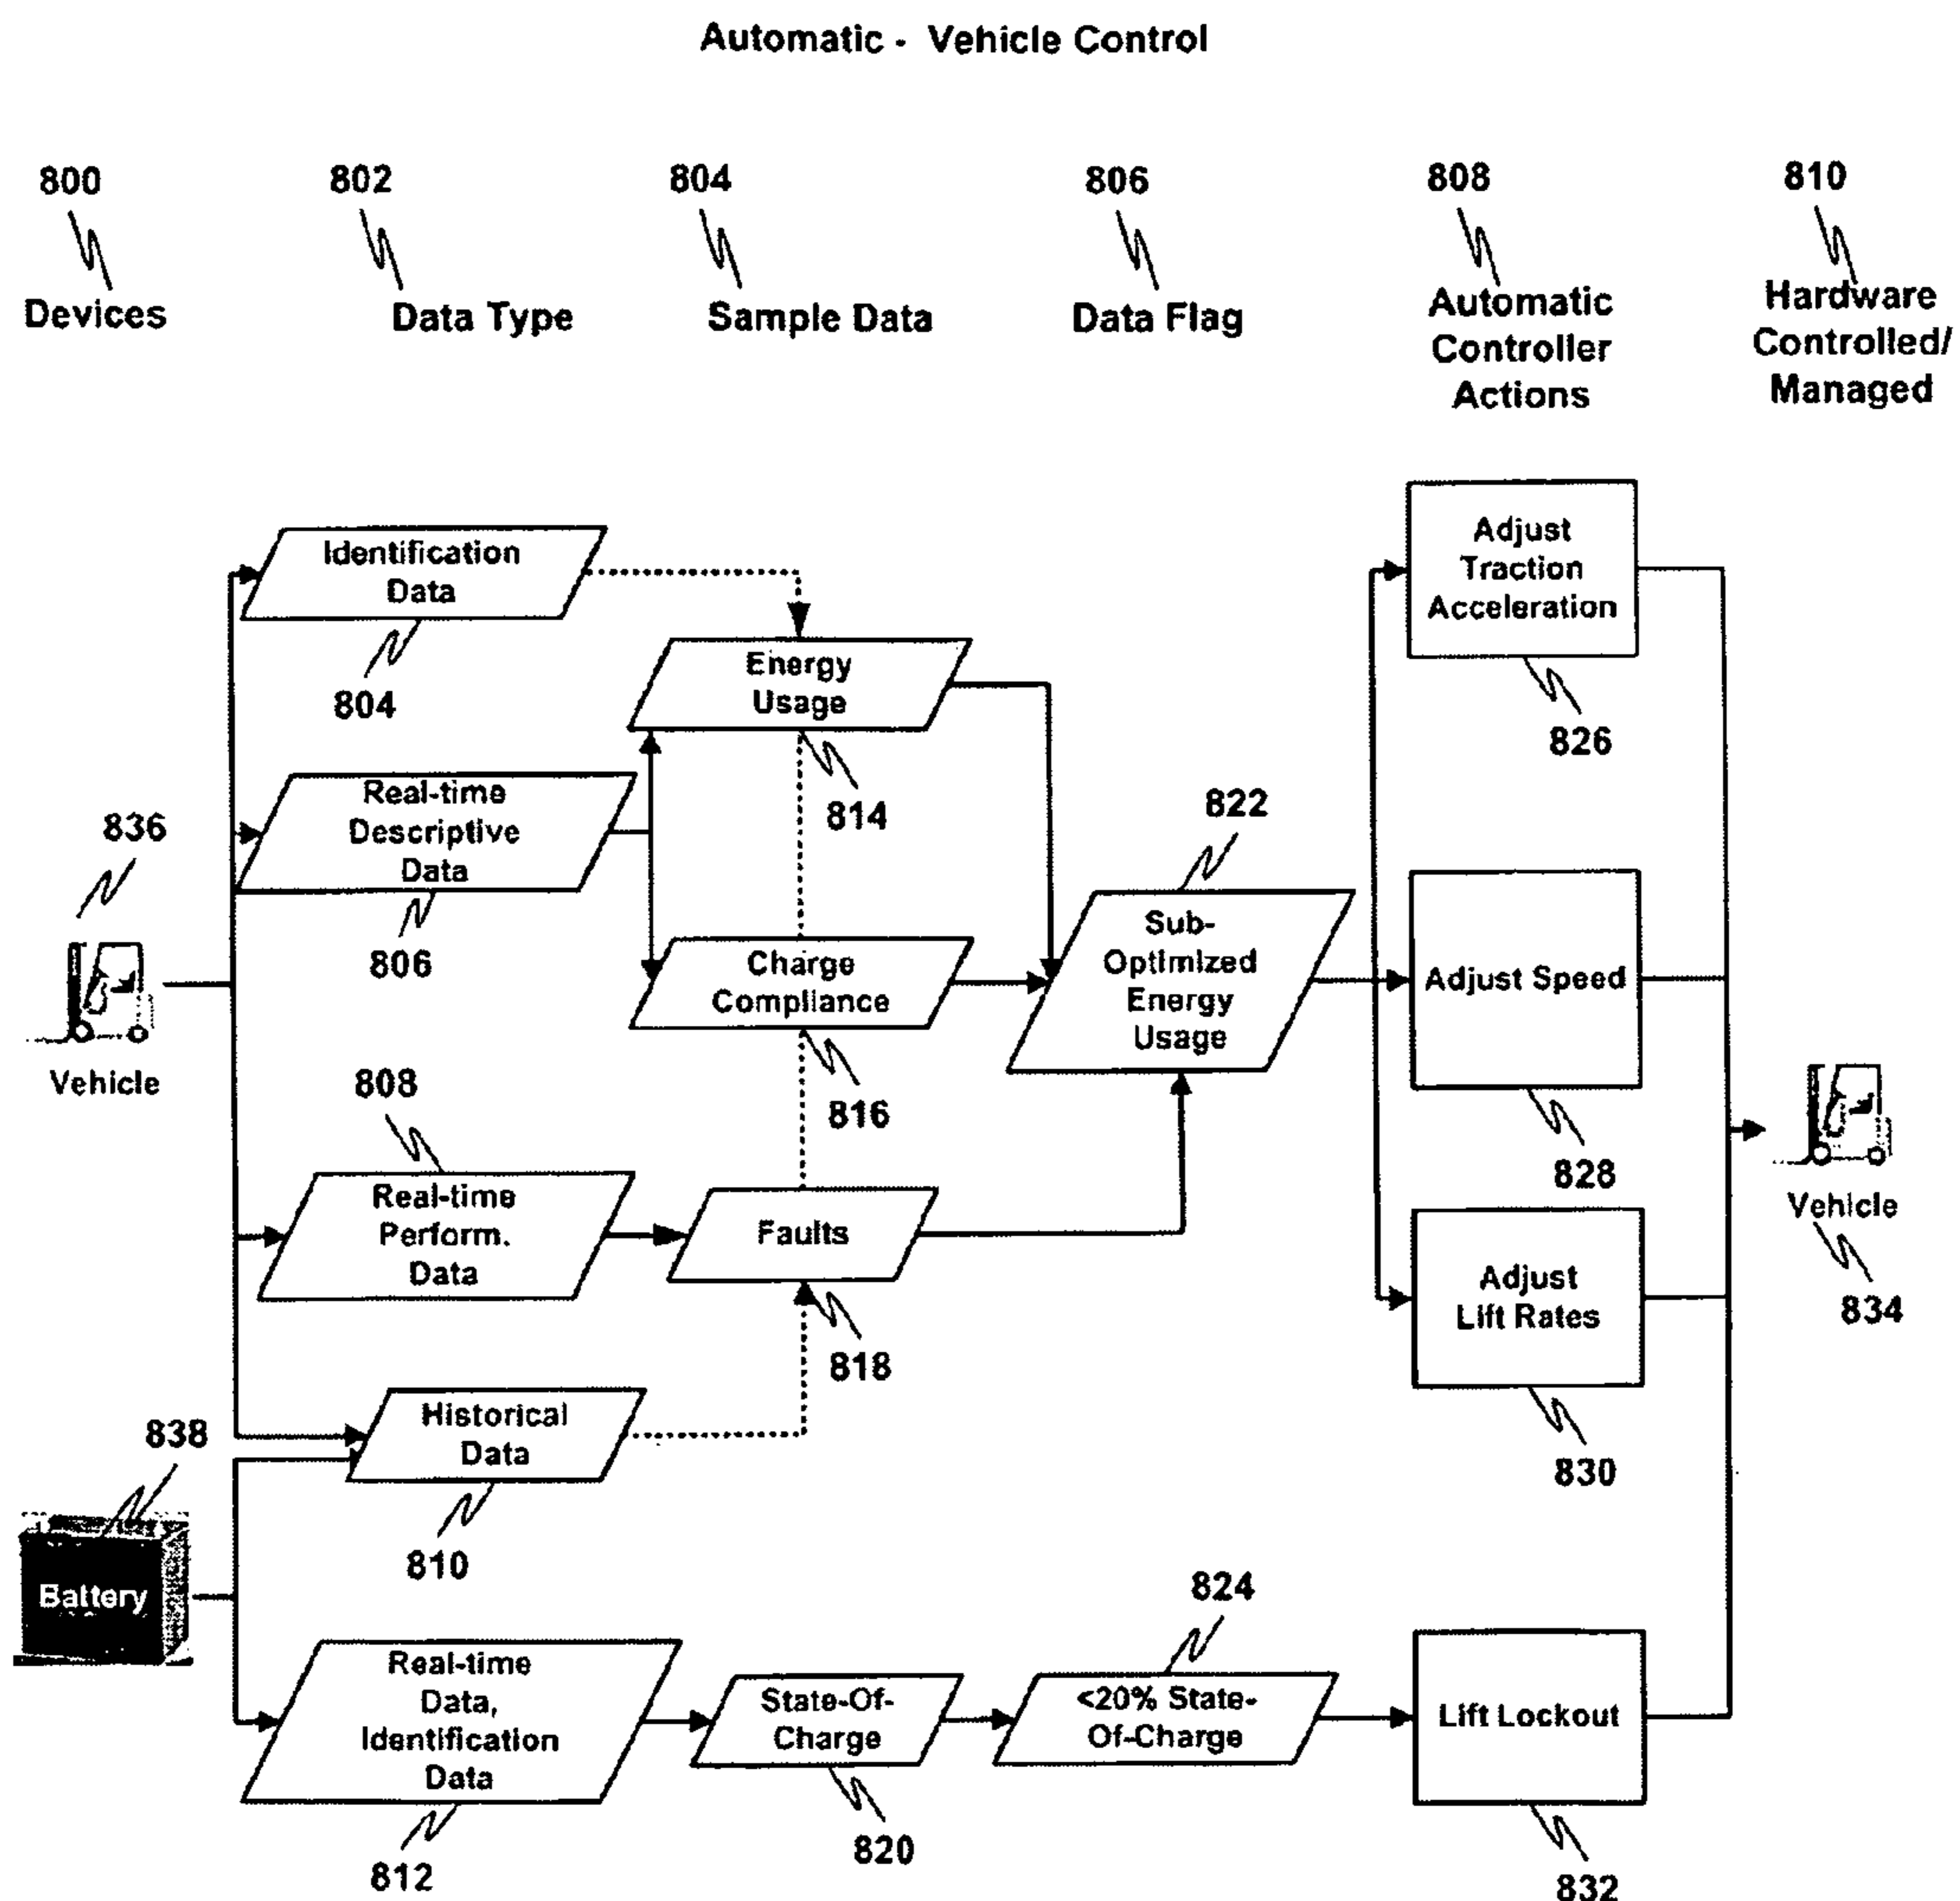 Automatic - Vehicle Control
800
802
804
806
808
810
Devices
Data Type
Sample Data
Data Flag
Automatic
Controller
Actions
Hardware
Controlled/
Managed
Identification
Data
804
Energy
Usage
814
Adjust
Traction
Acceleration
826
Real-time
Descriptive
Data
806
836
Vehicle
822
Sub-
Optimized
Energy
Usage
Charge
Compliance
816
Adjust Speed
828
808
Real-time
Perform.
Data
Faults
818
Vehicle
834
Adjust
Lift Rates
830
Historical
Data
810
838
Battery
Real-time
Data,
Identification
Data
812
State-Of-
Charge
820
824
<20% State-
Of-Charge
Lift Lockout
832